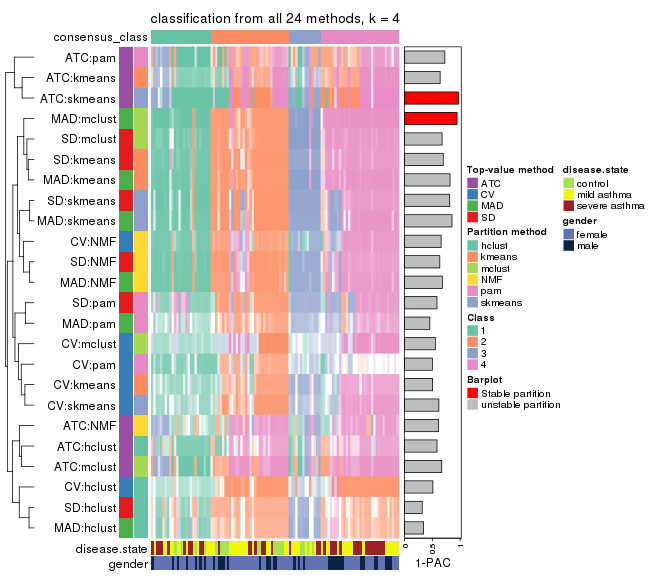 classification from all 24 methods, k = 4
consensus_class
ATC:pam
ATC:kmeans
ATC:skmeans
MAD:mclust
SD:mclust
SD:kmeans
MAD:kmeans
SD:skmeans
MAD:skmeans
CV:NMF
SD:NMF
MAD:NMF
SD:pam
MAD:pam
CV:mclust
CV:pam
CV:kmeans
CV:skmeans
ATC:NMF
ATC:hclust
ATC:mclust
CV:hclust
SD:hclust
MAD:hclust
disease.state
gender
0
0.5
1
1-PAC
Top-value method
ATC
CV
MAD
SD
Partition method
hclust
kmeans
mclust
NMF
pam
skmeans
Class
1
2
3
4
Barplot
Stable partition
unstable partition
disease.state
control
mild asthma
severe asthma
gender
female
male